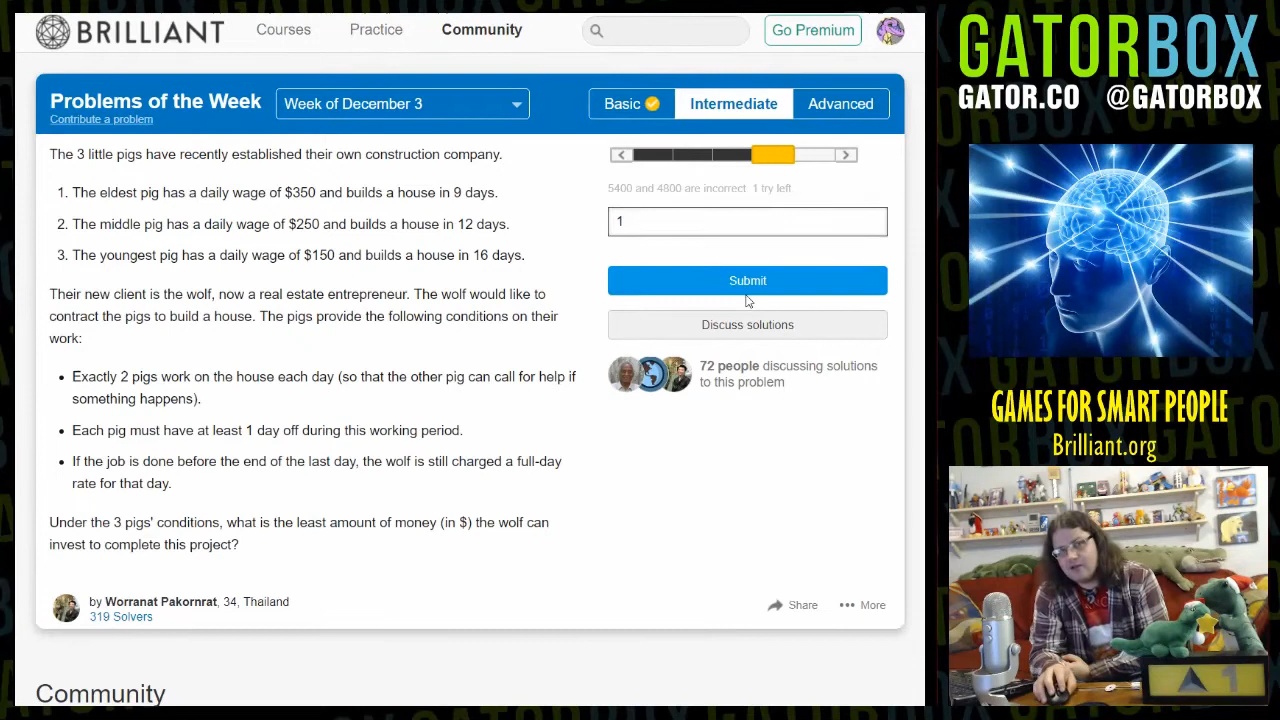 BRILLIANT Courses Practice Community Go Premium
Problems of the Week
Contribute a problem
Week of December 3
Basic Intermediate Advanced
The 3 little pigs have recently established their own construction company.
1. The eldest pig has a daily wage of $350 and builds a house in 9 days.
2. The middle pig has a daily wage of $250 and builds a house in 12 days.
3. The youngest pig has a daily wage of $150 and builds a house in 16 days.
Their new client is the wolf, now a real estate entrepreneur. The wolf would like to
contract the pigs to build a house. The pigs provide the following conditions on their
work:
• Exactly 2 pigs work on the house each day (so that the other pig can call for help if
something happens).
• Each pig must have at least 1 day off during this working period.
• If the job is done before the end of the last day, the wolf is still charged a full-day
rate for that day.
Under the 3 pigs' conditions, what is the least amount of money (in $) the wolf can
invest to complete this project?
by Worranat Pakornrat, 34, Thailand
319 Solvers
5400 and 4800 are incorrect 1 try left
1
Submit
Discuss solutions
72 people discussing solutions
to this problem
Share More
Community
GATORBOX
GATOR.CO @GATORBOX
GAMES FOR SMART PEOPLE
Brilliant.org
1